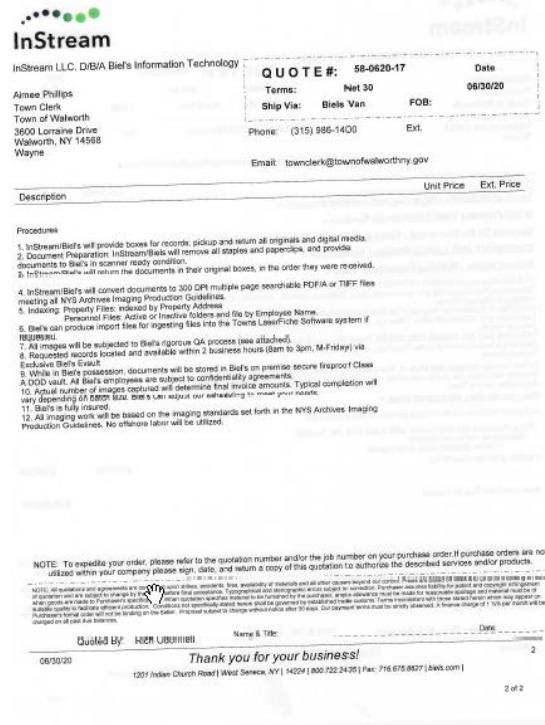 InStream
InStream LLC. D/B/A Biel's Information Technology
QUOTE#: 58-0620-17 Date
Terms: Net 30 06/30/20
Ship Via: Biels Van FOB:
Aimee Phillips
Town Clerk
Town of Walworth
3600 Lorraine Drive
Walworth, NY 14568
Wayne
Phone: (315) 986-1400 Ext.
Email: townclerk@townofwalworthny.gov
Description Unit Price Ext. Price
Procedures
1. InStream/Biel's will provide boxes for records; pickup and return all originals and digital media.
2. Document Preparation: InStream/Biels will remove all staples and paperclips, and provide
documents to Biel's in scanner ready condition.
3. InStream/Biel's will return the documents in their original boxes, in the order they were received.
4. InStream/Biel's will convert documents to 300 DPI multiple page searchable PDF/A or TIFF files
meeting all NYS Archives Imaging Production Guidelines.
5. Indexing: Property Files: indexed by Property Address
Personnel Files: Active or Inactive folders and file by Employee Name.
6. Biel's can produce import files for ingesting files into the Towns LaserFiche Software system if
requested.
7. All images will be subjected to Biel's rigorous QA process (see attached).
8. Requested records located and available within 2 business hours (8am to 3pm, M-Friday) via
Exclusive Biel's Evault
9. While in Biel's possession, documents will be stored in Biel's on premise secure fireproof Class
A DOD vault. All Biel's employees are subject to confidentiality agreements.
10. Actual number of images captured will determine final invoice amounts. Typical completion will
vary depending on batch size. Biel's can adjust our scheduling to meet your needs.
11. Biel's is fully insured.
12. All imaging work will be based on the imaging standards set forth in the NYS Archives Imaging
Production Guidelines. No offshore labor will be utilized.
NOTE: To expedite your order, please refer to the quotation number and/or the job number on your purchase order.If purchase orders are no
utilized within your company please sign, date, and return a copy of this quotation to authorize the described services and/or products.
Quoted By: Rich O'Donnell Name & Title: Date:
06/30/20 Thank you for your business! 2
1201 Indian Church Road | West Seneca, NY | 14224 | 800.722.2435 | Fax: 716.675.8627 | biels.com |
2 of 2